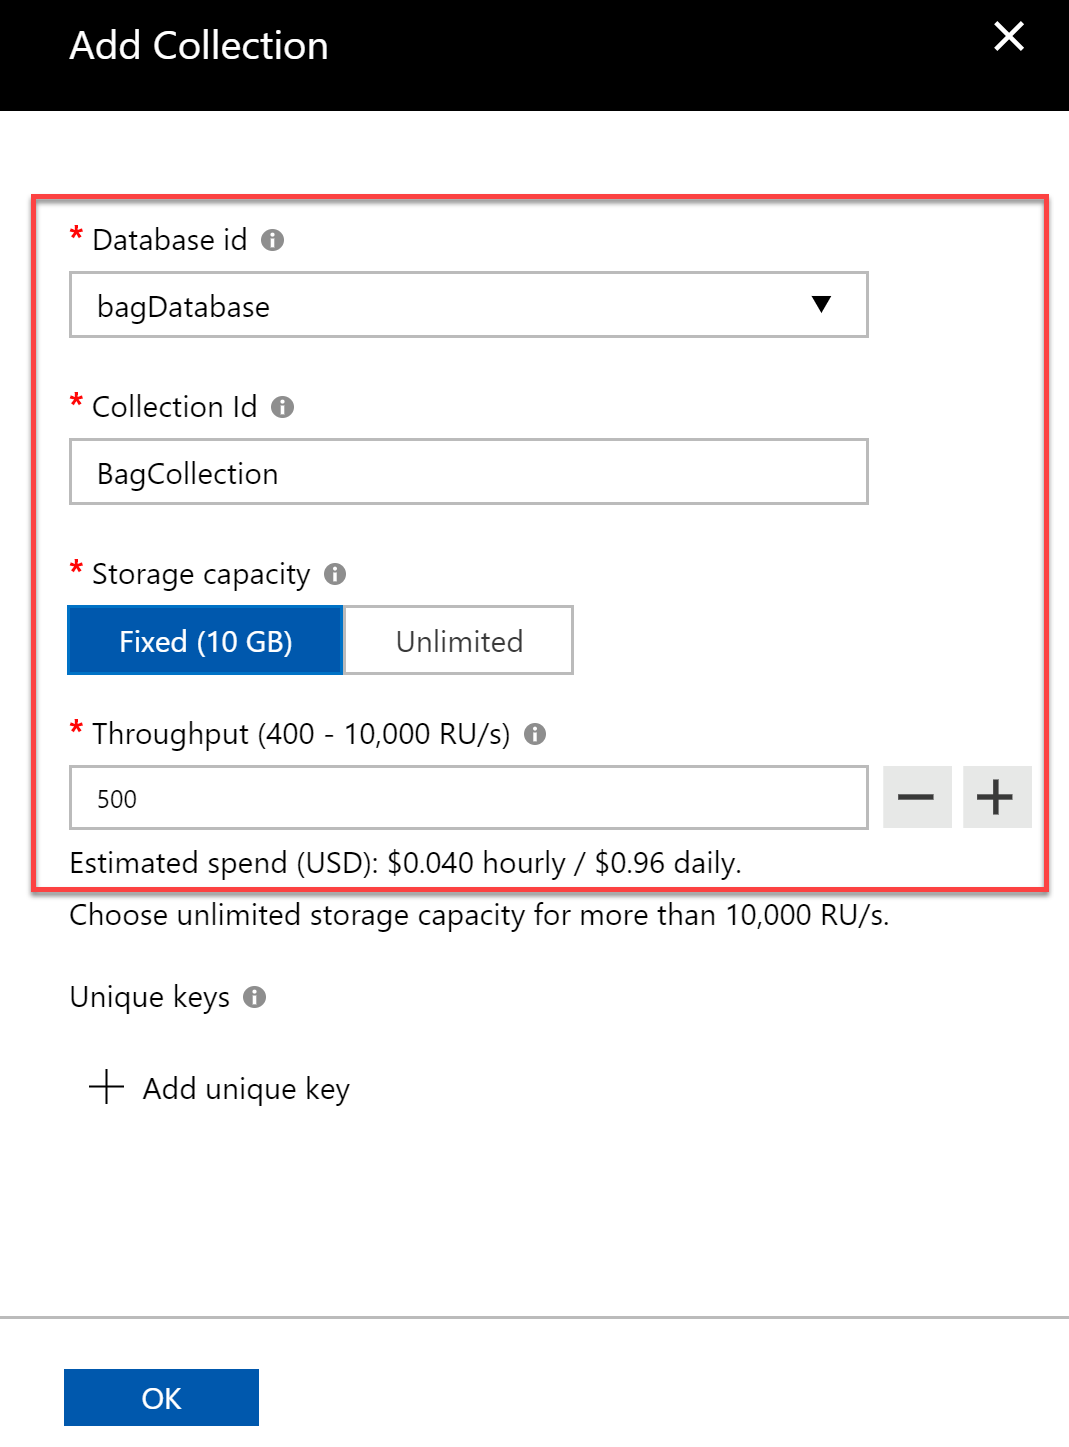 Add Collection
* Database id
bagDatabase
* Collection Id
BagCollection
* Storage capacity
Fixed (10 GB) Unlimited
* Throughput (400 - 10,000 RU/s)
500
Estimated spend (USD): $0.040 hourly / $0.96 daily.
Choose unlimited storage capacity for more than 10,000 RU/s.
Unique keys
Add unique key
OK